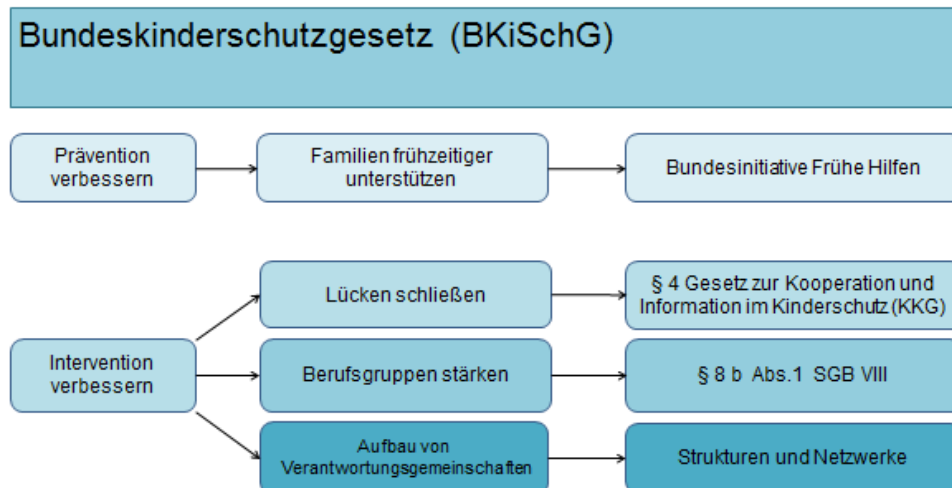 Bundeskinderschutzgesetz (BKiSchG)
Prävention
verbessern
Familien frühzeitiger
unterstützen
Bundesinitiative Frühe Hilfen
Intervention
verbessern
Lücken schließen
§ 4 Gesetz zur Kooperation und
Information im Kinderschutz (KKG)
Berufsgruppen stärken
§ 8 b Abs.1 SGB VIII
Aufbau von
Verantwortungsgemeinschaften
Strukturen und Netzwerke